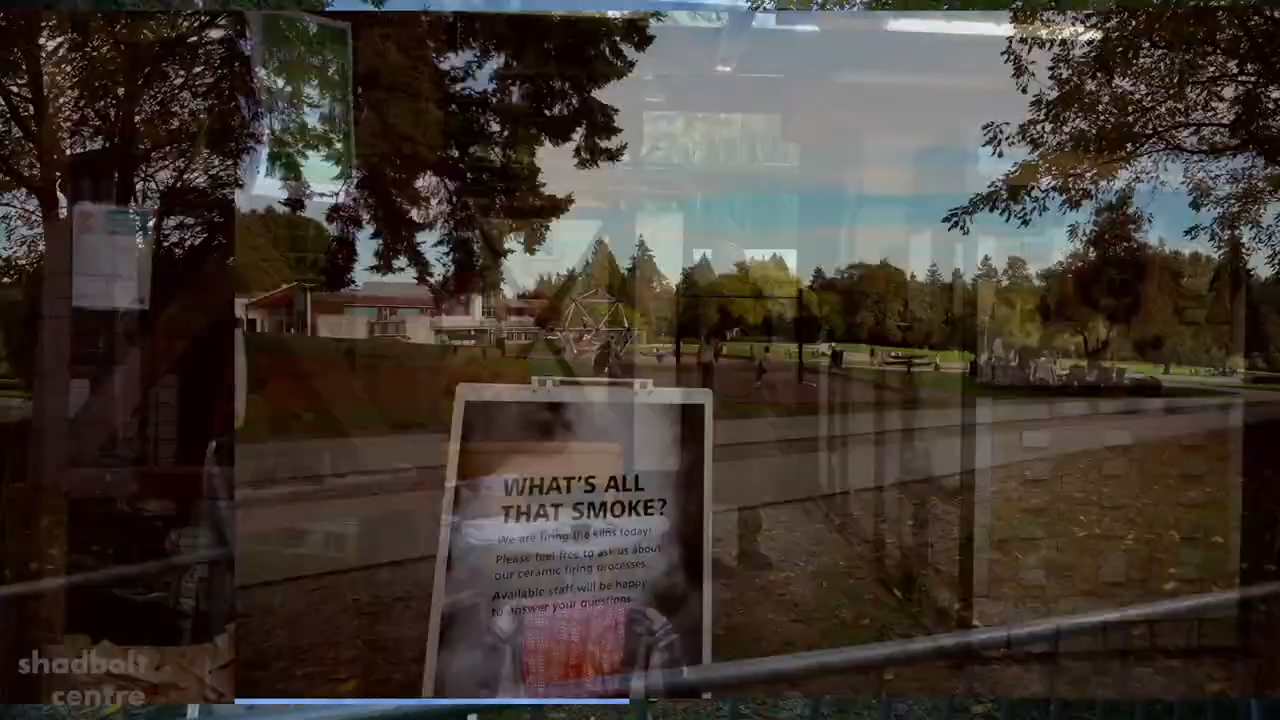 WHAT'S ALL
THAT SMOKE?
We are firing the kilns today!
Please feel free to ask us about
our ceramic firing processes.
Available staff will be happy
to answer your questions.
shadbolt
centre